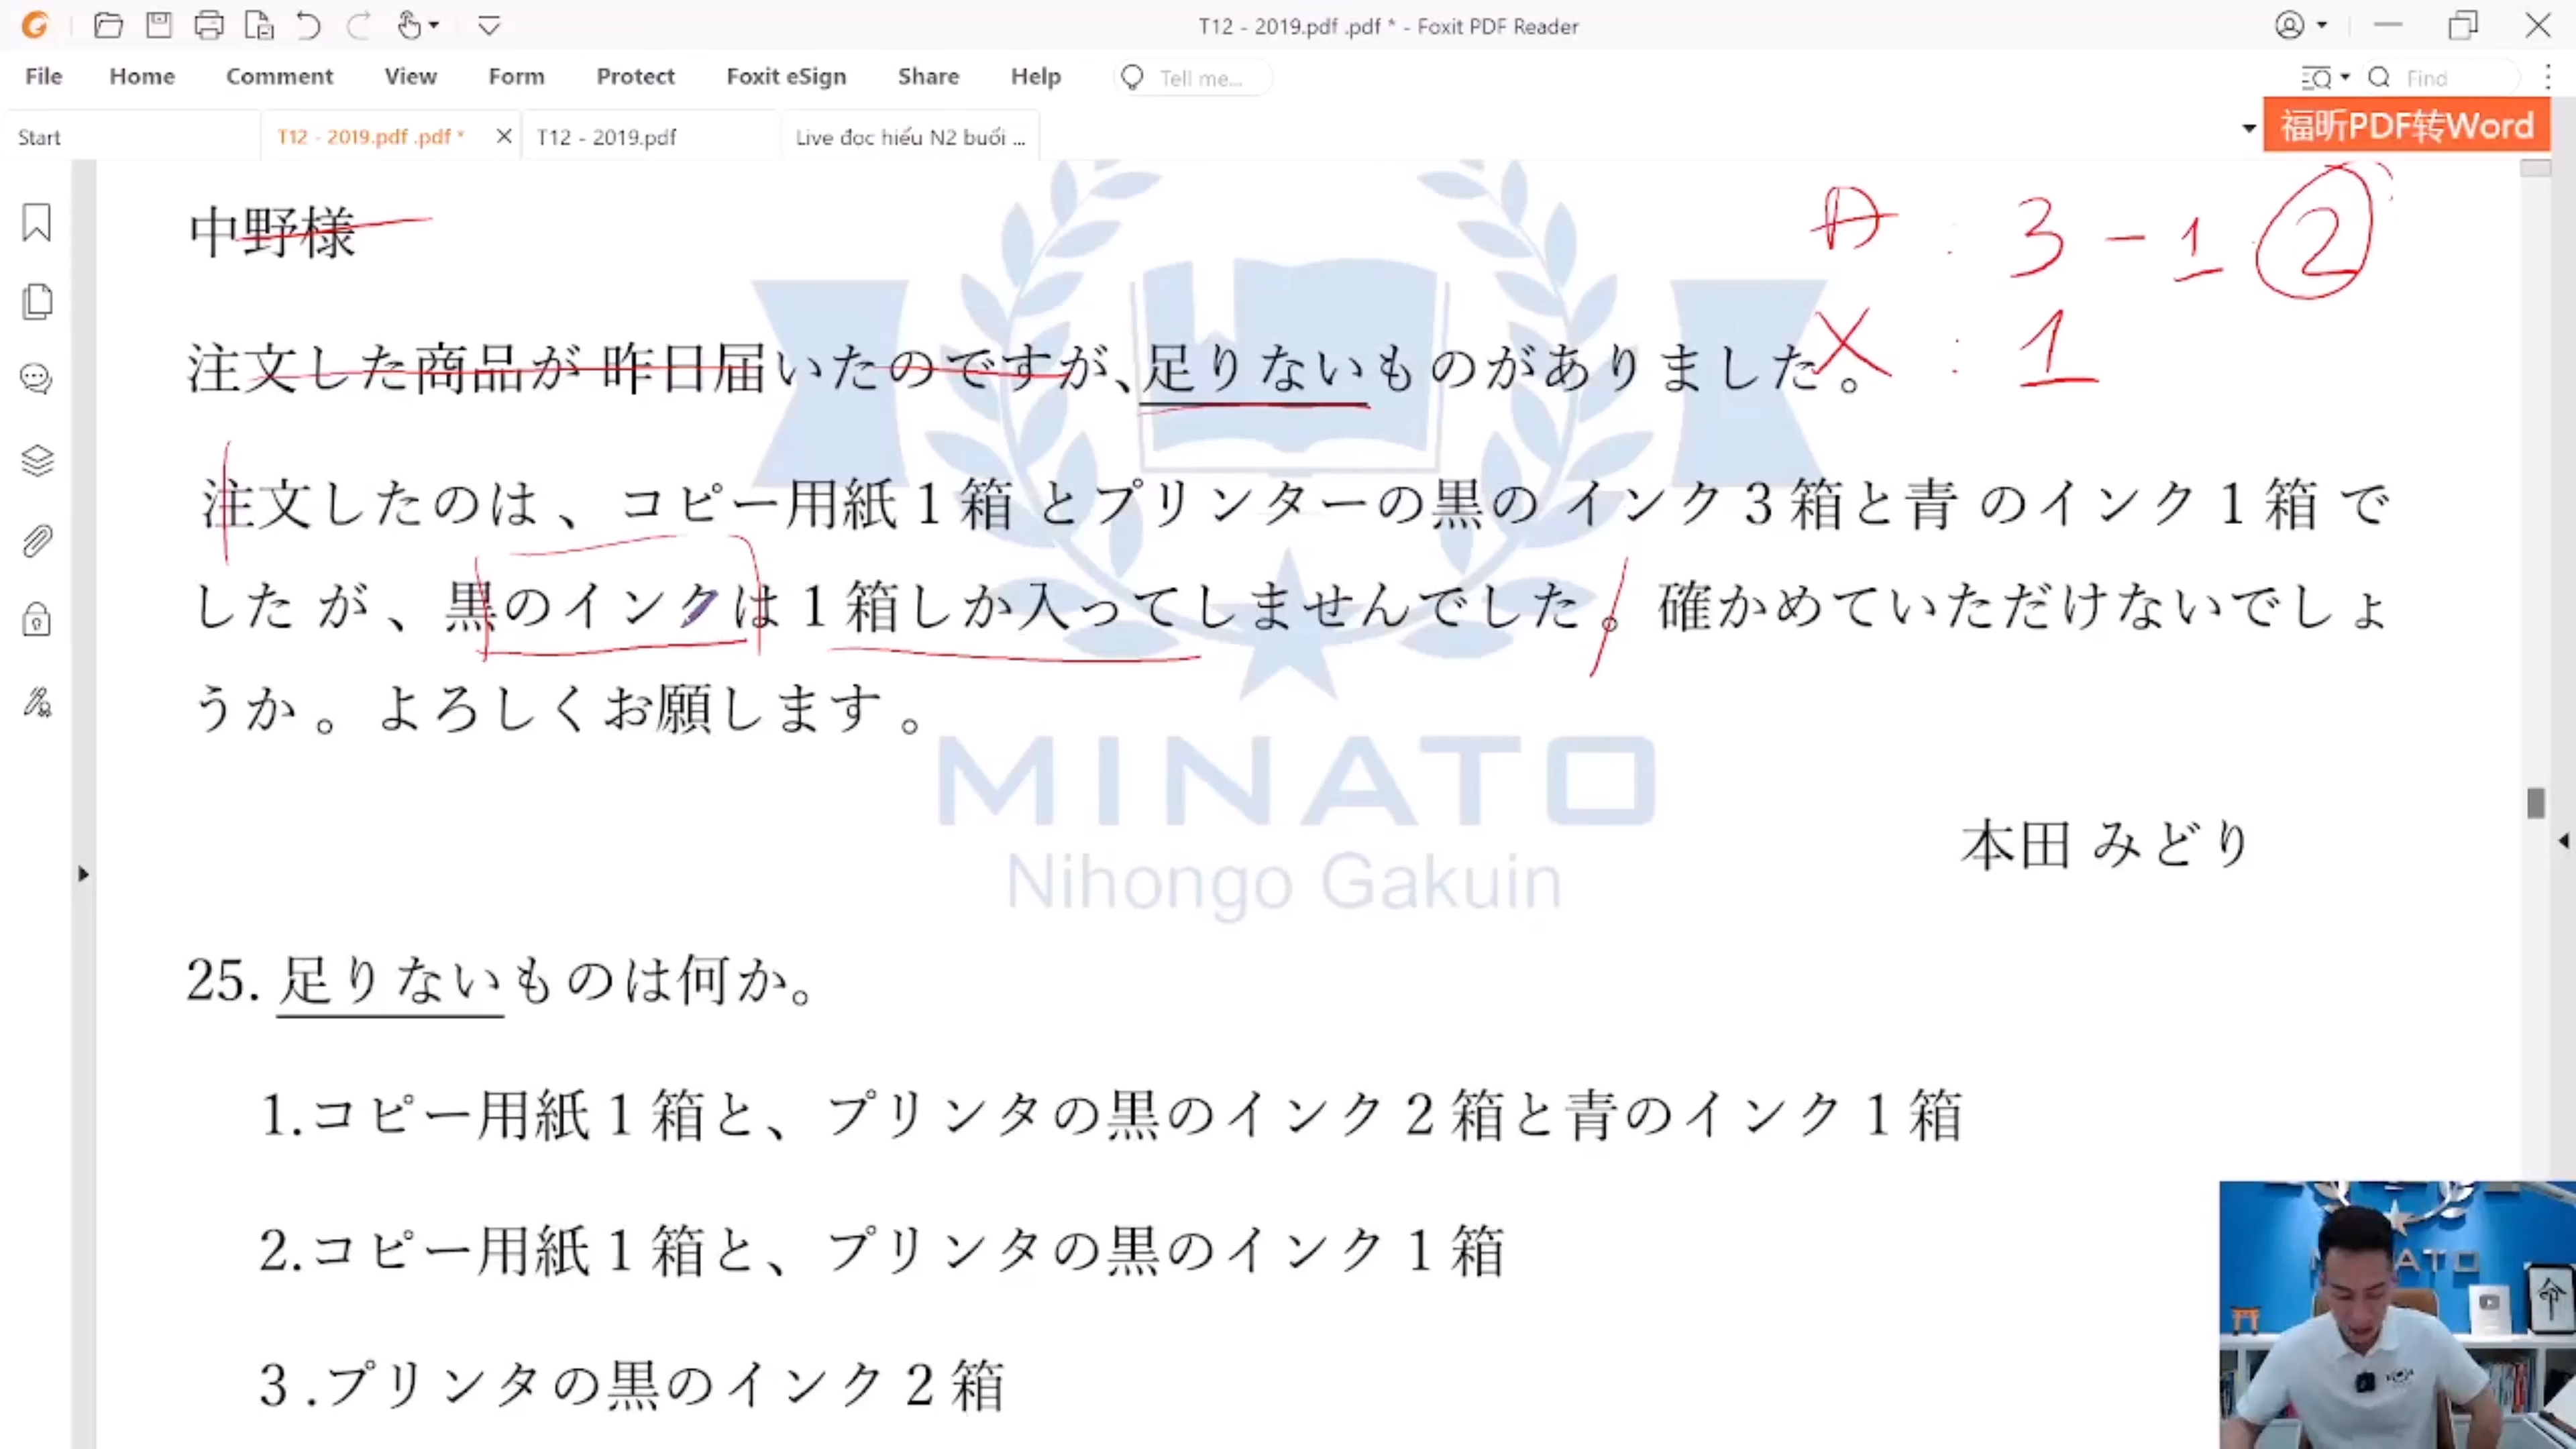 T12 - 2019.pdf .pdf * - Foxit PDF Reader
File Home Comment View Form Protect Foxit eSign Share Help Tell me... Find
Start T12 - 2019.pdf .pdf * T12 - 2019.pdf Live đọc hiểu N2 buổi ... 福昕PDF转Word
中野様
Đ : 3 - 1 2
X : 1
注文した商品が 昨日届いたのですが、足りないものがありました。
注文したのは 、コピー用紙 1 箱 とプリンターの黒の インク 3 箱と青 のインク 1 箱 で
した が 、黒のインクは 1 箱しか入ってしませんでした 。確かめていただけないでしょ
うか 。よろしくお願します 。
MINATO
Nihongo Gakuin
本田 みどり
25. 足りないものは何か。
1.コピー用紙 1 箱と、プリンタの黒のインク 2 箱と青のインク 1 箱
2.コピー用紙 1 箱と、プリンタの黒のインク 1 箱
3 .プリンタの黒のインク 2 箱
命